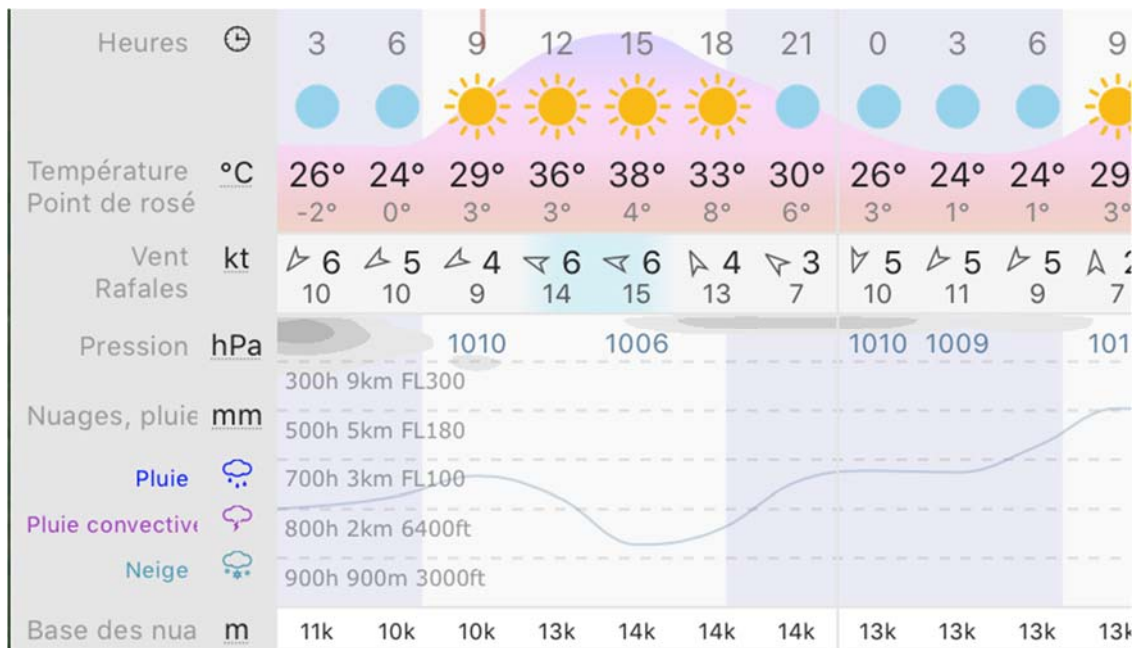 Heures 3 6 9 12 15 18 21 0 3 6 9
Température °C 26° 24° 29° 36° 38° 33° 30° 26° 24° 24° 29
Point de rosé -2° 0° 3° 3° 4° 8° 6° 3° 1° 1° 3°
Vent kt 6 5 4 6 6 4 3 5 5 5
Rafales 10 10 9 14 15 13 7 10 11 9 7
Pression hPa 1010 1006 1010 1009 101
300h 9km FL300
Nuages, pluie mm
500h 5km FL180
Pluie 700h 3km FL100
Pluie convective 800h 2km 6400ft
Neige 900h 900m 3000ft
Base des nua m 11k 10k 10k 13k 14k 14k 14k 13k 13k 13k 13k